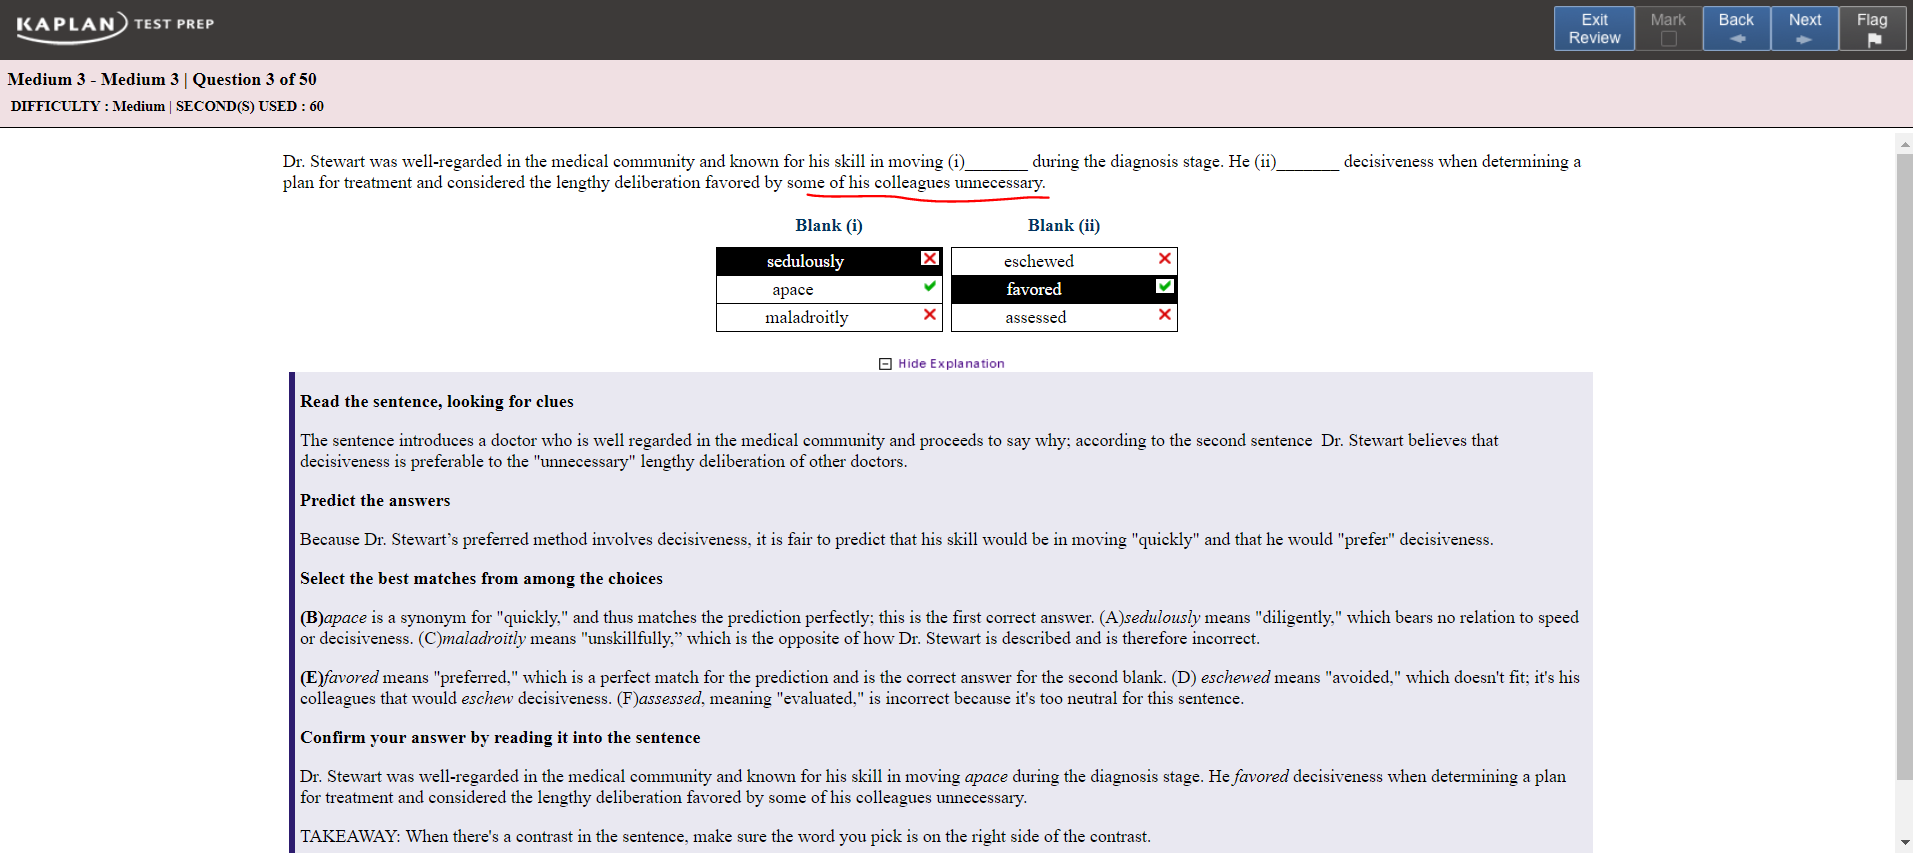 KAPLAN TEST PREP
Exit Review
Mark
Back
Next
Flag
Medium 3 - Medium 3 | Question 3 of 50
DIFFICULTY : Medium | SECOND(S) USED : 60
Dr. Stewart was well-regarded in the medical community and known for his skill in moving (i)_______ during the diagnosis stage. He (ii)_______ decisiveness when determining a
plan for treatment and considered the lengthy deliberation favored by some of his colleagues unnecessary.
Blank (i) Blank (ii)
sedulously eschewed
apace favored
maladroitly assessed
Hide Explanation
Read the sentence, looking for clues
The sentence introduces a doctor who is well regarded in the medical community and proceeds to say why; according to the second sentence  Dr. Stewart believes that
decisiveness is preferable to the "unnecessary" lengthy deliberation of other doctors.
Predict the answers
Because Dr. Stewart’s preferred method involves decisiveness, it is fair to predict that his skill would be in moving "quickly" and that he would "prefer" decisiveness.
Select the best matches from among the choices
(B)apace is a synonym for "quickly," and thus matches the prediction perfectly; this is the first correct answer. (A)sedulously means "diligently," which bears no relation to speed
or decisiveness. (C)maladroitly means "unskillfully,” which is the opposite of how Dr. Stewart is described and is therefore incorrect.
(E)favored means "preferred," which is a perfect match for the prediction and is the correct answer for the second blank. (D) eschewed means "avoided," which doesn't fit; it's his
colleagues that would eschew decisiveness. (F)assessed, meaning "evaluated," is incorrect because it's too neutral for this sentence.
Confirm your answer by reading it into the sentence
Dr. Stewart was well-regarded in the medical community and known for his skill in moving apace during the diagnosis stage. He favored decisiveness when determining a plan
for treatment and considered the lengthy deliberation favored by some of his colleagues unnecessary.
TAKEAWAY: When there's a contrast in the sentence, make sure the word you pick is on the right side of the contrast.